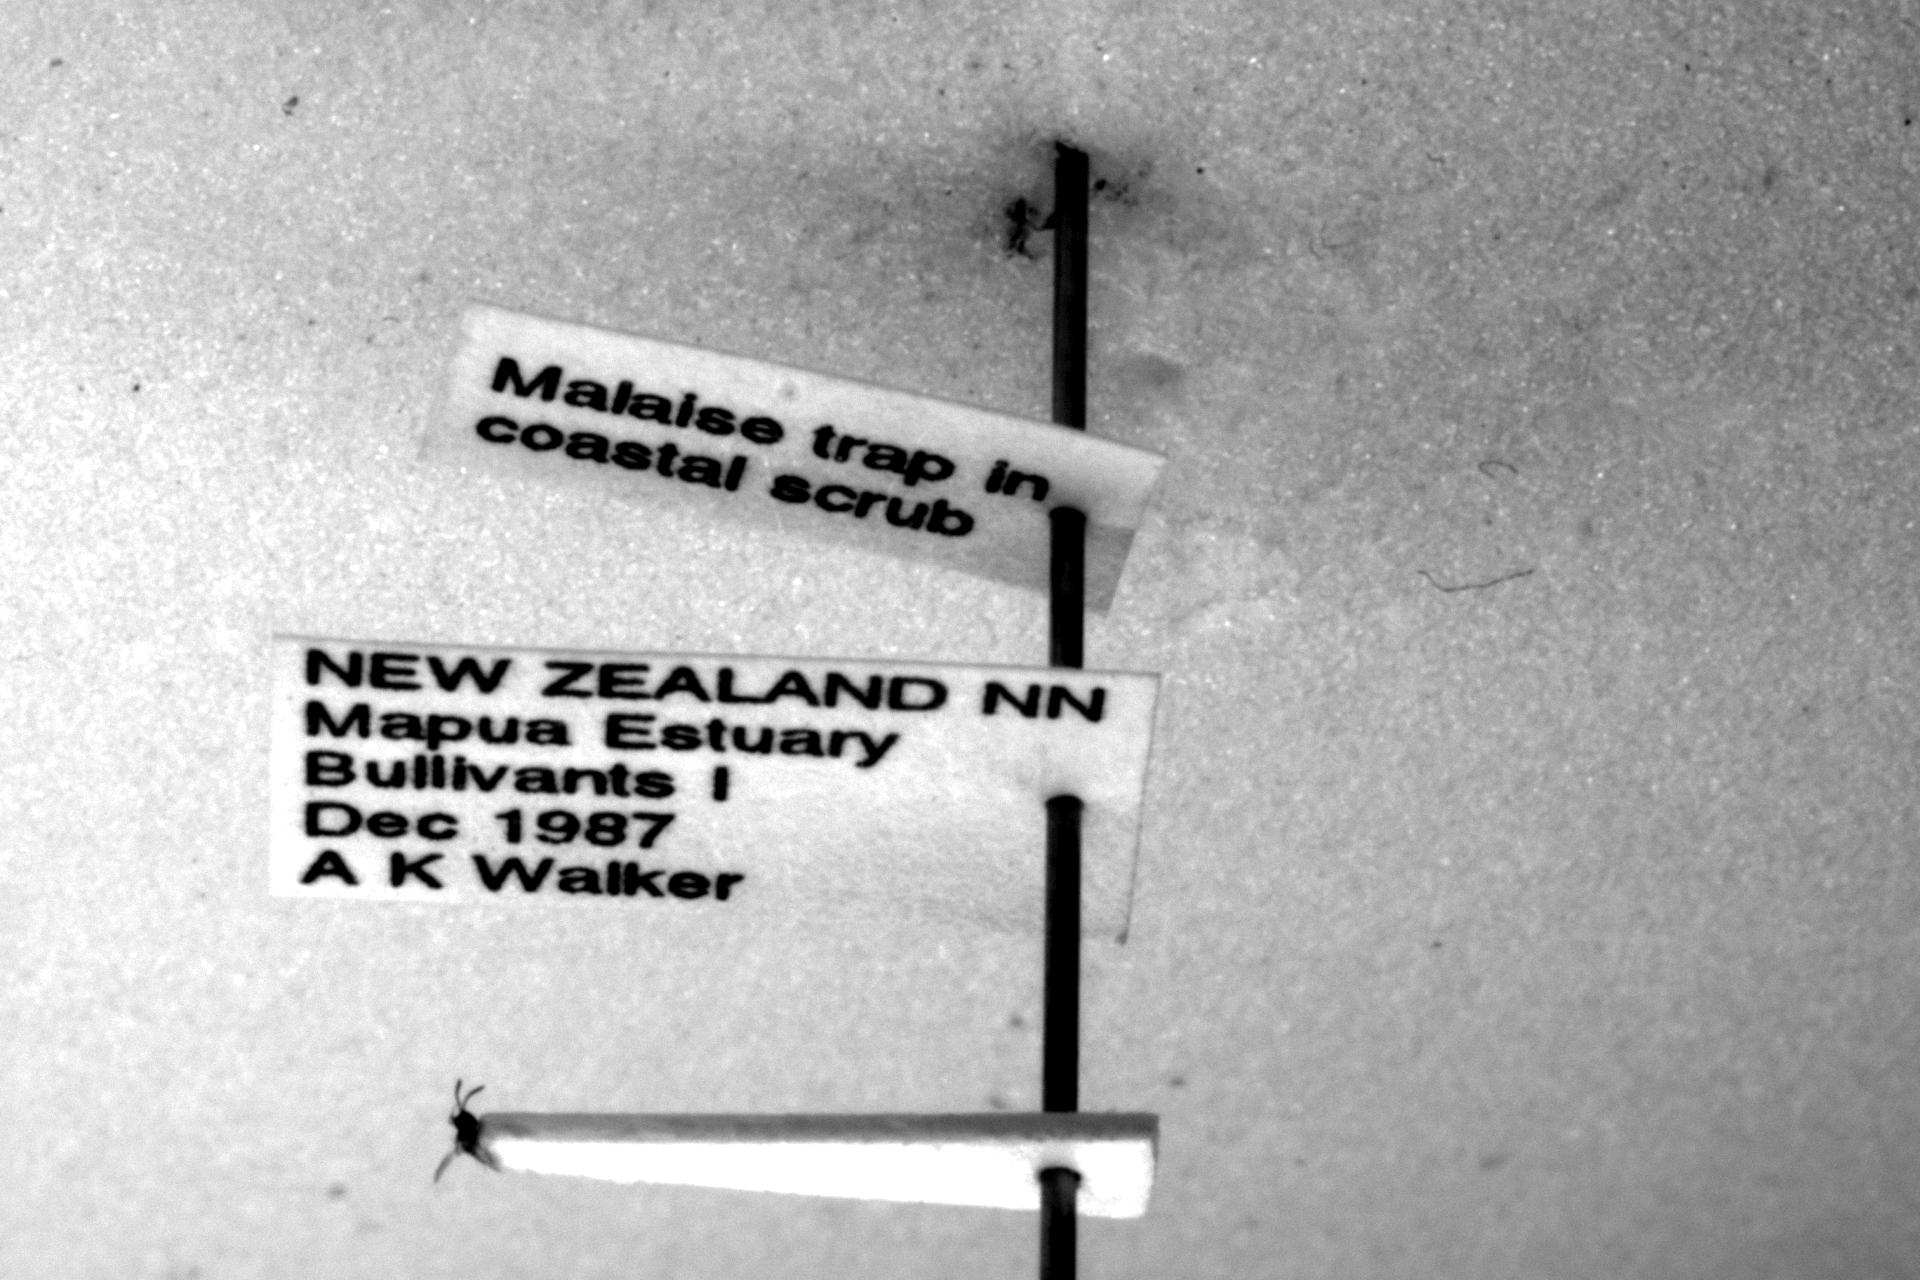 Malaise trap in
coastal scrub
NEW ZEALAND NN
Mapua Estuary
Bullivants I
Dec 1987
A K Walker